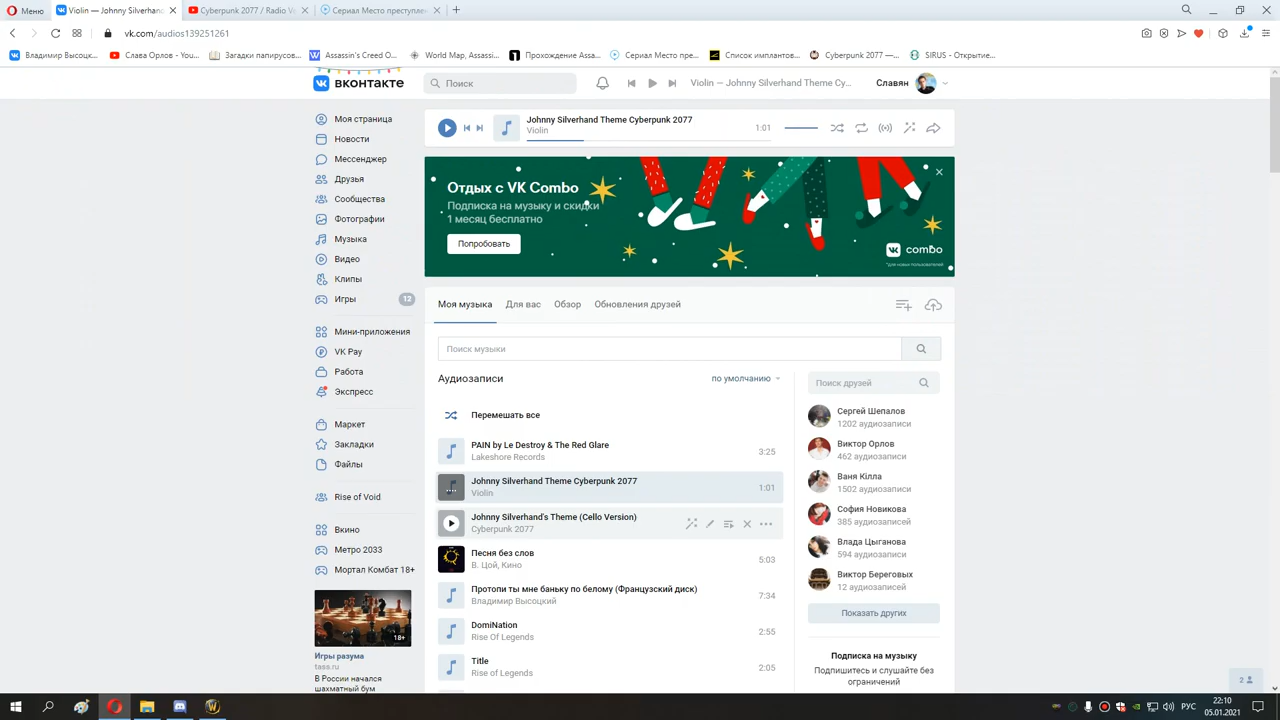 Меню
Violin — Johnny Silverhand
Cyberpunk 2077 / Radio Ve
Сериал Место преступлен
vk.com/audios139251261
Владимир Высоцк...
Слава Орлов - You...
Загадки папирусов...
Assassin's Creed O...
World Map, Assassi...
Прохождение Assa...
Сериал Место пре...
Список имплантов...
Cyberpunk 2077 —...
SIRUS - Открытие...
вконтакте
Поиск
Violin — Johnny Silverhand Theme Cy...
Славян
Моя страница
Новости
Мессенджер
Друзья
Сообщества
Фотографии
Музыка
Видео
Клипы
Игры 12
Мини-приложения
VK Pay
Работа
Экспресс
Маркет
Закладки
Файлы
Rise of Void
Вкино
Метро 2033
Мортал Комбат 18+
18+
Игры разума
tass.ru
В России начался
шахматный бум
Johnny Silverhand Theme Cyberpunk 2077
Violin
1:01
Отдых с VK Combo
Подписка на музыку и скидки
1 месяц бесплатно
Попробовать
combo
*для новых пользователей
Моя музыка
Для вас
Обзор
Обновления друзей
Поиск музыки
Аудиозаписи
по умолчанию
Перемешать все
PAIN by Le Destroy & The Red Glare
Lakeshore Records
3:25
Johnny Silverhand Theme Cyberpunk 2077
Violin
1:01
Johnny Silverhand's Theme (Cello Version)
Cyberpunk 2077
Песня без слов
В. Цой, Кино
5:03
Протопи ты мне баньку по белому (Французский диск)
Владимир Высоцкий
7:34
DomiNation
Rise Of Legends
2:55
Title
Rise of Legends
2:05
Поиск друзей
Сергей Шепалов
1202 аудиозаписи
Виктор Орлов
462 аудиозаписи
Ваня Кілла
1502 аудиозаписи
София Новикова
385 аудиозаписей
Влада Цыганова
594 аудиозаписи
Виктор Береговых
12 аудиозаписей
Показать других
Подписка на музыку
Подпишитесь и слушайте без
ограничений
2
РУС
22:10
05.01.2021